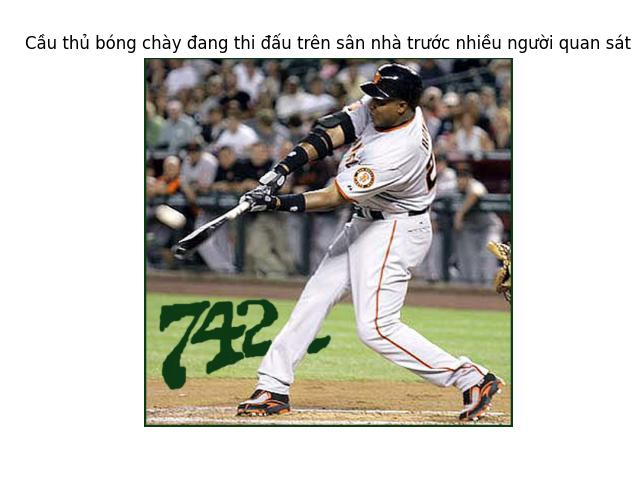 Cầu thủ bóng chày đang thi đấu trên sân nhà trước nhiều người quan sát
742